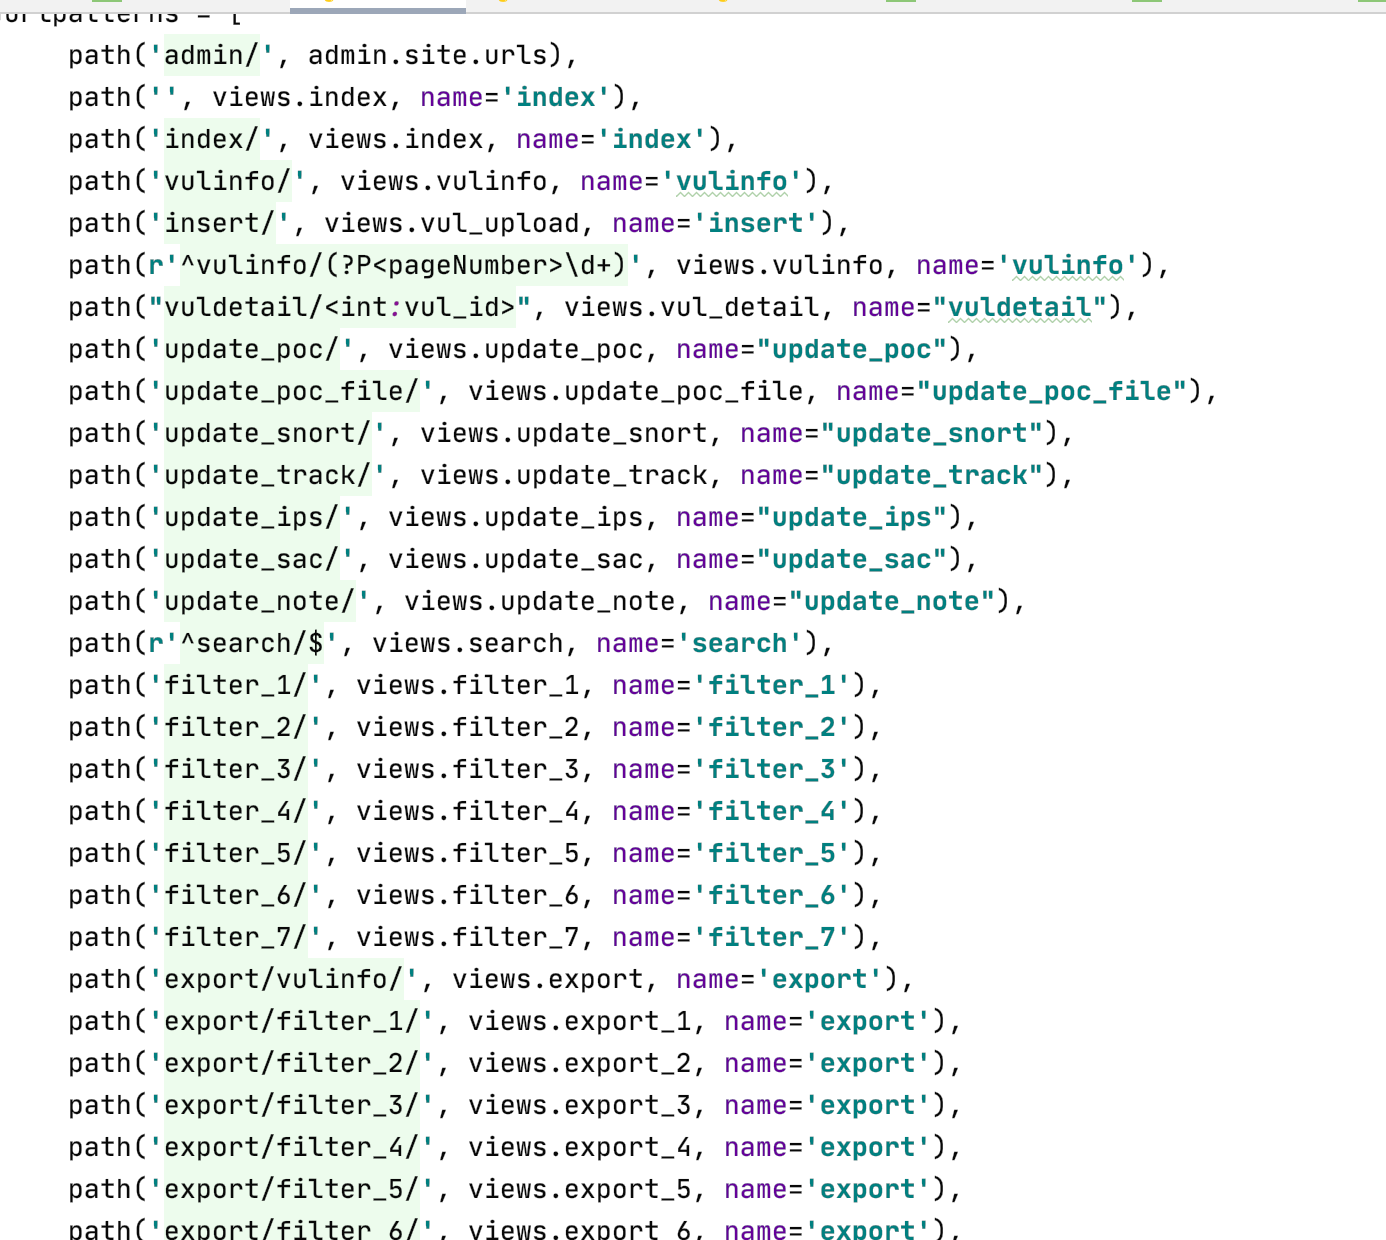 path('admin/', admin.site.urls),
path('', views.index, name='index'),
path('index/', views.index, name='index'),
path('vulinfo/', views.vulinfo, name='vulinfo'),
path('insert/', views.vul_upload, name='insert'),
path(r'^vulinfo/(?P<pageNumber>\d+)', views.vulinfo, name='vulinfo'),
path("vuldetail/<int:vul_id>", views.vul_detail, name="vuldetail"),
path('update_poc/', views.update_poc, name="update_poc"),
path('update_poc_file/', views.update_poc_file, name="update_poc_file"),
path('update_snort/', views.update_snort, name="update_snort"),
path('update_track/', views.update_track, name="update_track"),
path('update_ips/', views.update_ips, name="update_ips"),
path('update_sac/', views.update_sac, name="update_sac"),
path('update_note/', views.update_note, name="update_note"),
path(r'^search/$', views.search, name='search'),
path('filter_1/', views.filter_1, name='filter_1'),
path('filter_2/', views.filter_2, name='filter_2'),
path('filter_3/', views.filter_3, name='filter_3'),
path('filter_4/', views.filter_4, name='filter_4'),
path('filter_5/', views.filter_5, name='filter_5'),
path('filter_6/', views.filter_6, name='filter_6'),
path('filter_7/', views.filter_7, name='filter_7'),
path('export/vulinfo/', views.export, name='export'),
path('export/filter_1/', views.export_1, name='export'),
path('export/filter_2/', views.export_2, name='export'),
path('export/filter_3/', views.export_3, name='export'),
path('export/filter_4/', views.export_4, name='export'),
path('export/filter_5/', views.export_5, name='export'),
path('export/filter_6/', views.export_6, name='export'),